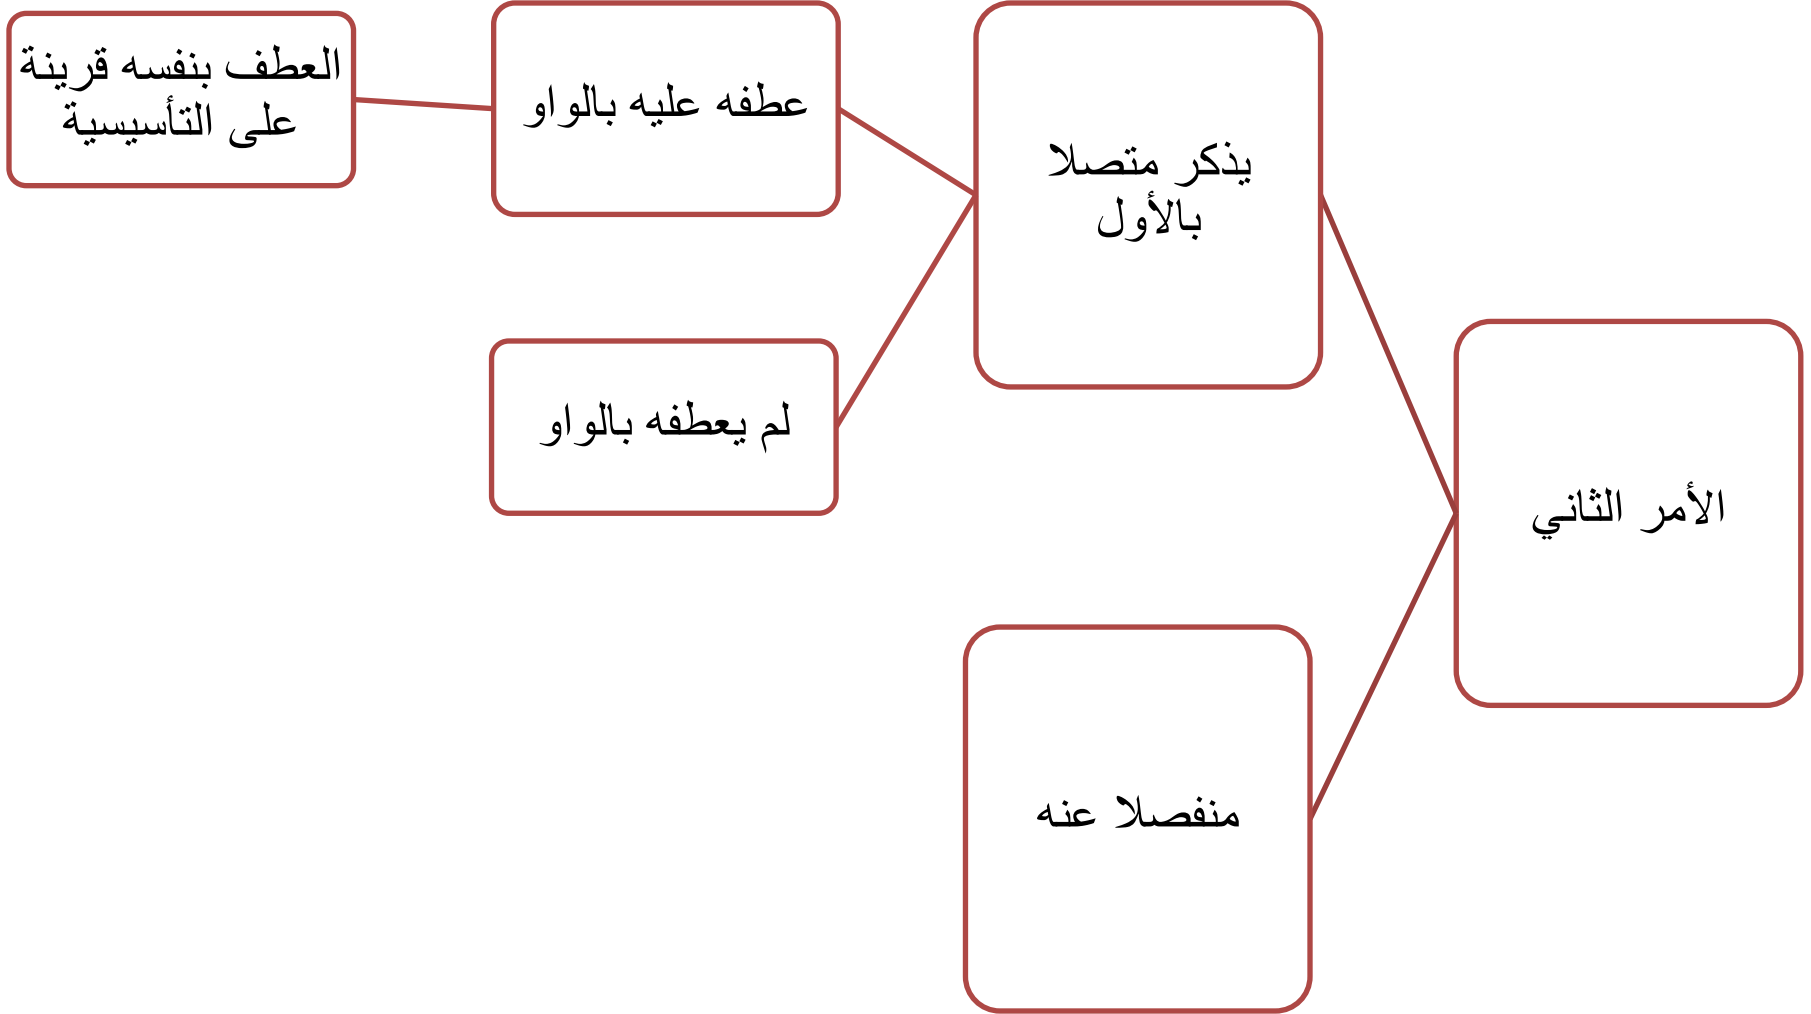 الأمر الثاني
يذكر متصلا
بالأول
عطفه عليه بالواو
العطف بنفسه قرينة
على التأسيسية
لم يعطفه بالواو
منفصلا عنه